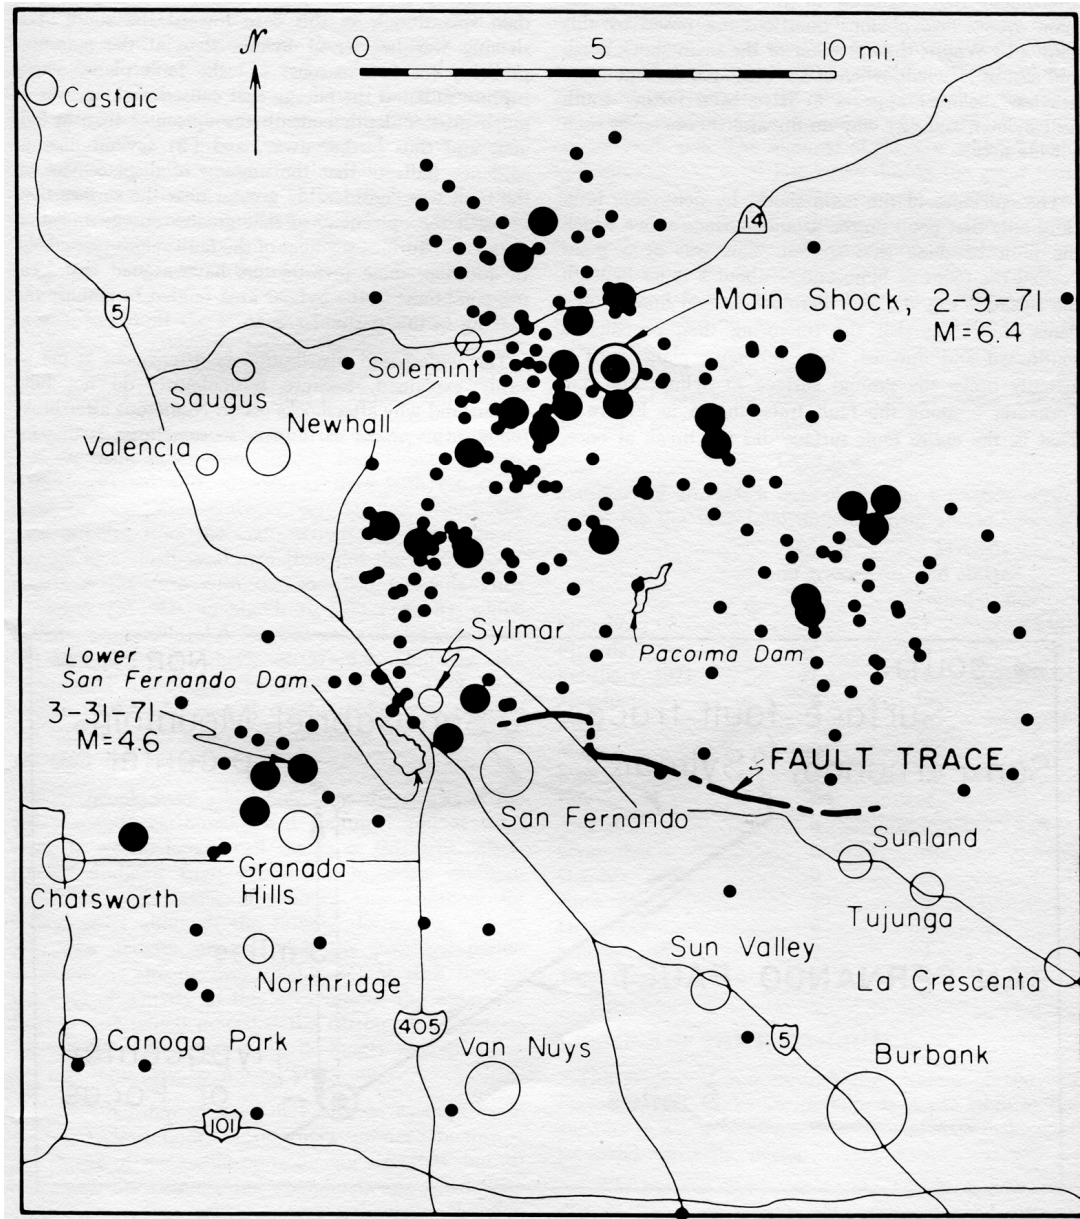 N
0 5 10 mi.
Castaic
14
5
Main Shock, 2-9-71
M=6.4
Solemint
Saugus
Newhall
Valencia
Sylmar
Pacoima Dam
Lower
San Fernando Dam
3-31-71
M=4.6
FAULT TRACE
San Fernando
Sunland
Granada
Hills
Chatsworth
Tujunga
Sun Valley
La Crescenta
Northridge
405
Canoga Park
Van Nuys
5
Burbank
101